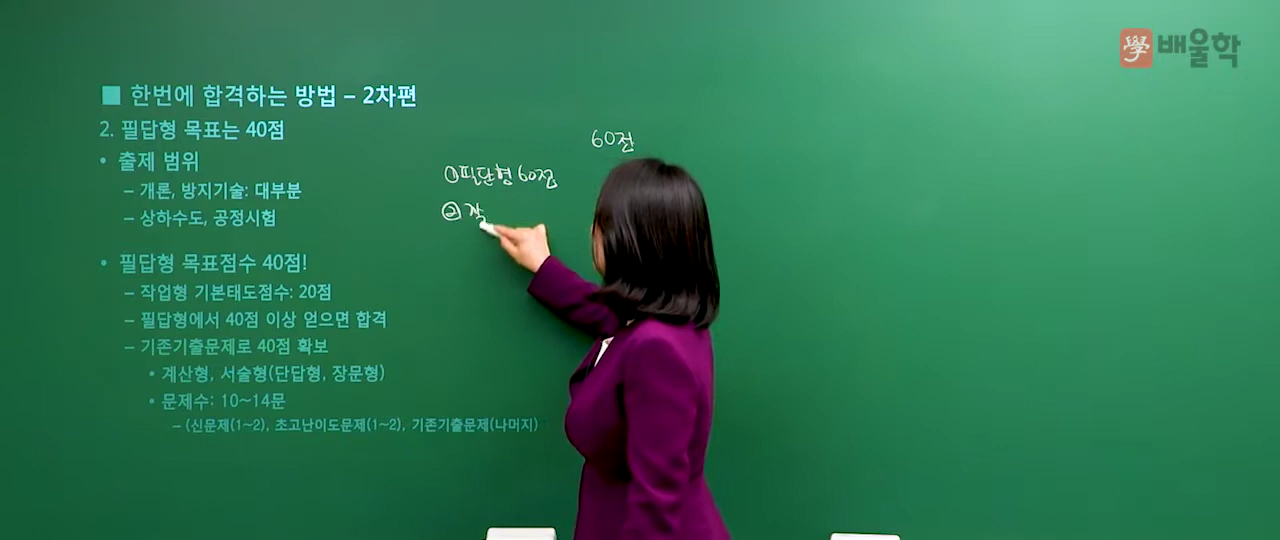 學 배울학
■ 한번에 합격하는 방법 – 2차편
2. 필답형 목표는 40점
• 출제 범위
– 개론, 방지기술: 대부분
– 상하수도, 공정시험
• 필답형 목표점수 40점!
– 작업형 기본태도점수: 20점
– 필답형에서 40점 이상 얻으면 합격
– 기존기출문제로 40점 확보
• 계산형, 서술형(단답형, 장문형)
• 문제수: 10~14문
– (신문제(1~2), 초고난이도문제(1~2), 기존기출문제(나머지)
60점
①필답형 60점
② 작